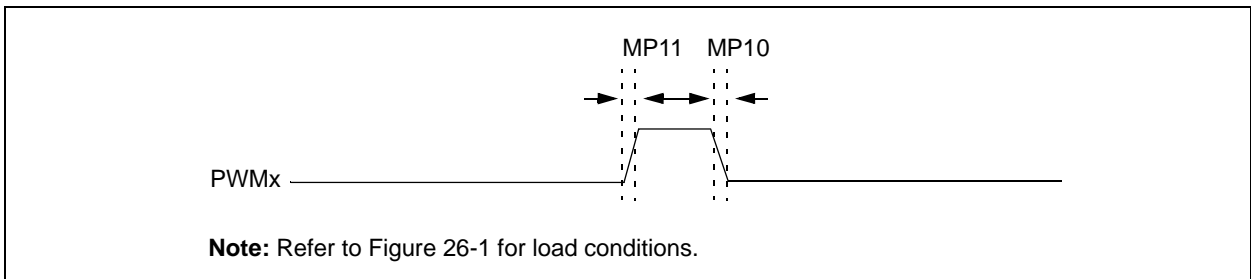 MP11 MP10
PWMx
Note: Refer to Figure 26-1 for load conditions.